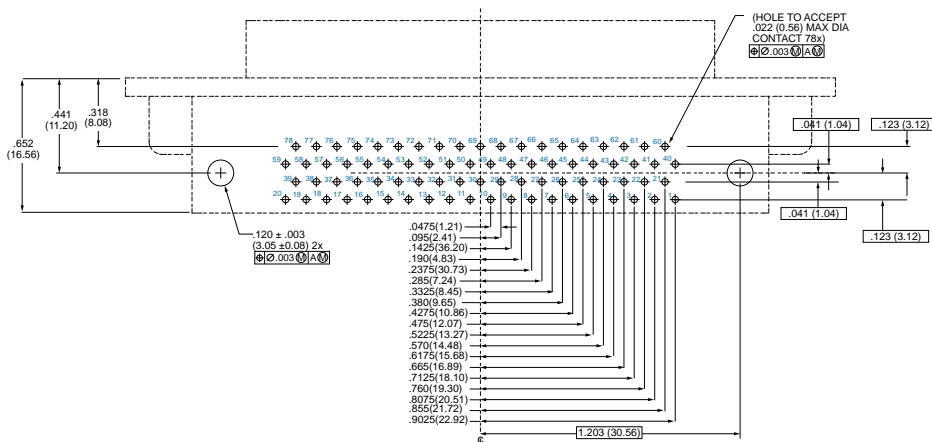 (HOLE TO ACCEPT
.022 (0.56) MAX DIA
CONTACT 78x)
⌖ Ø.003 Ⓜ A Ⓜ
.441
(11.20)
.318
(8.08)
.652
(16.56)
.041 (1.04)
.123 (3.12)
78 77 76 75 74 73 72 71 70 69 68 67 66 65 64 63 62 61 60
59 58 57 56 55 54 53 52 51 50 49 48 47 46 45 44 43 42 41 40
39 38 37 36 35 34 33 32 31 30 29 28 27 26 25 24 23 22 21
20 19 18 17 16 15 14 13 12 11 10 9 8 7 6 5 4 3 2 1
.041 (1.04)
.123 (3.12)
.120 ± .003
(3.05 ±0.08) 2x
⌖ Ø.003 Ⓜ A Ⓜ
.0475(1.21)
.095(2.41)
.1425(36.20)
.190(4.83)
.2375(30.73)
.285(7.24)
.3325(8.45)
.380(9.65)
.4275(10.86)
.475(12.07)
.5225(13.27)
.570(14.48)
.6175(15.68)
.665(16.89)
.7125(18.10)
.760(19.30)
.8075(20.51)
.855(21.72)
.9025(22.92)
1.203 (30.56)
℄